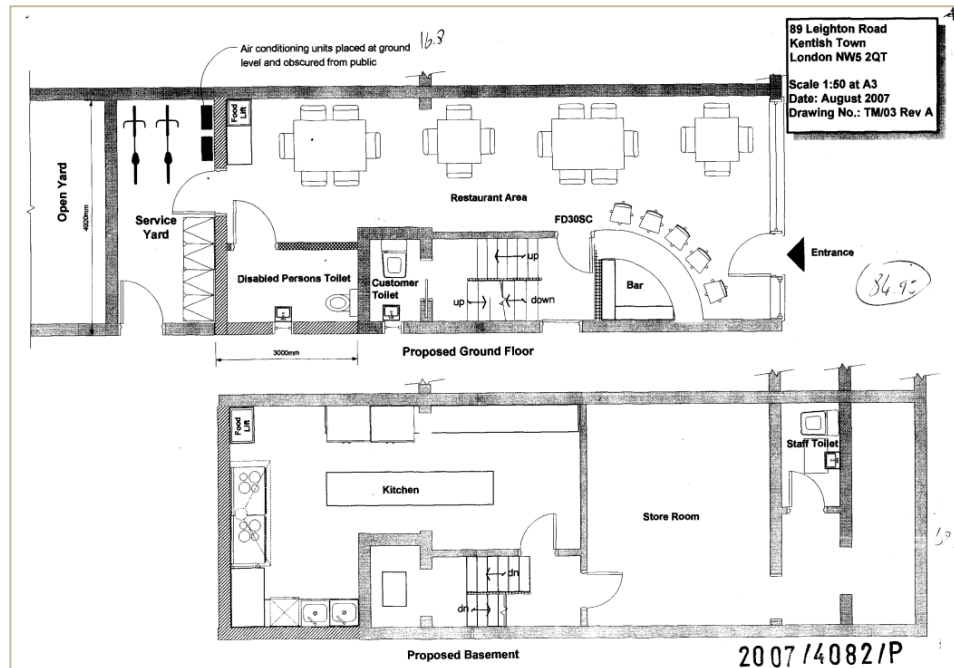 Air conditioning units placed at ground
level and obscured from public
16.8
89 Leighton Road
Kentish Town
London NW5 2QT
Scale 1:50 at A3
Date: August 2007
Drawing No.: TM/03 Rev A
Food
Lift
Open Yard
4920mm
Service
Yard
Restaurant Area
FD30SC
Entrance
Disabled Persons Toilet
Customer
Toilet
up
up
down
Bar
84.95
3000mm
Proposed Ground Floor
Food
Lift
Kitchen
Store Room
Staff Toilet
dn
dn
Proposed Basement
2007/4082/P